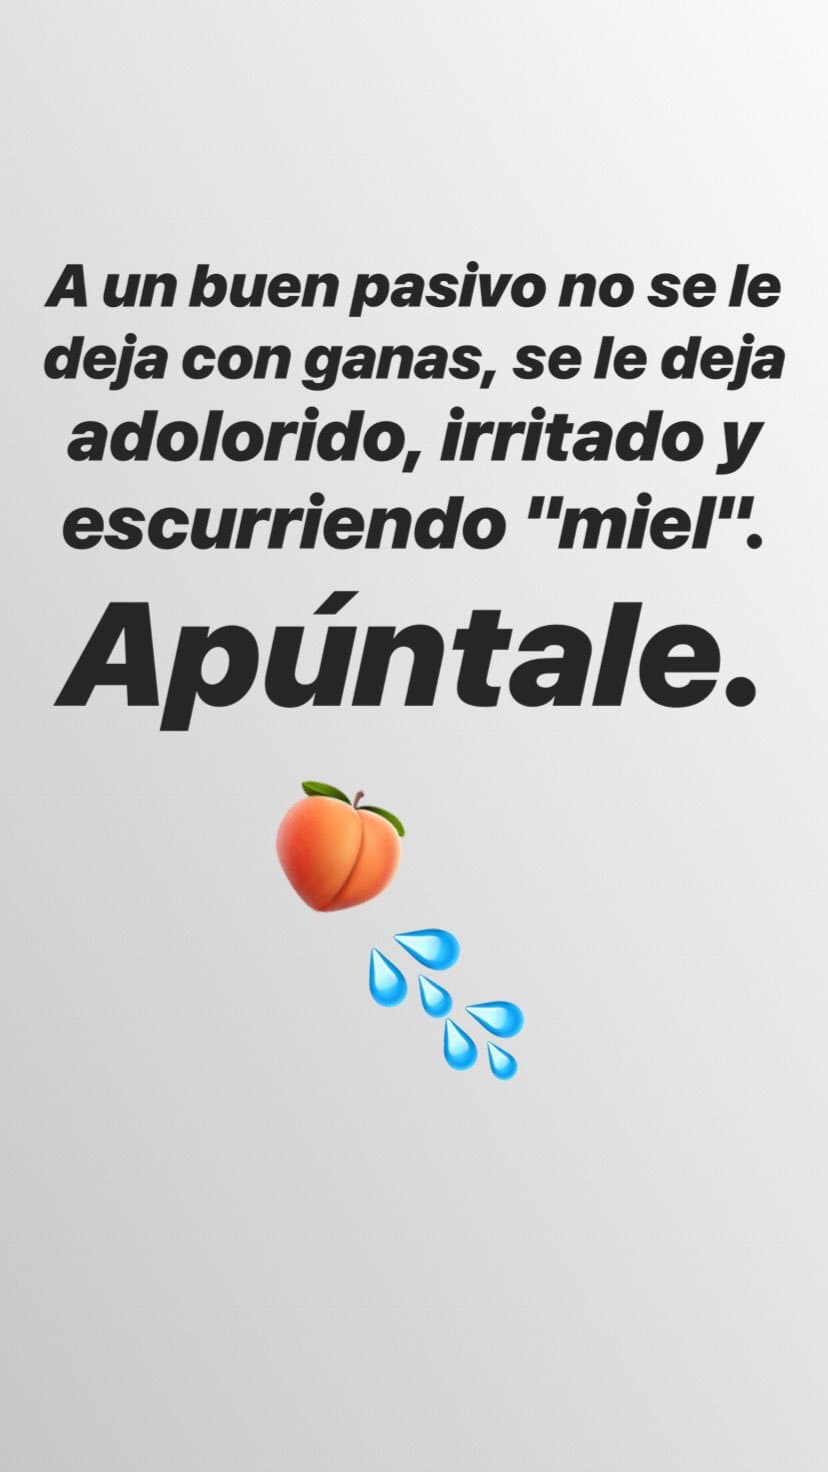 A un buen pasivo no se le
deja con ganas, se le deja
adolorido, irritado y
escurriendo "miel".
Apúntale.